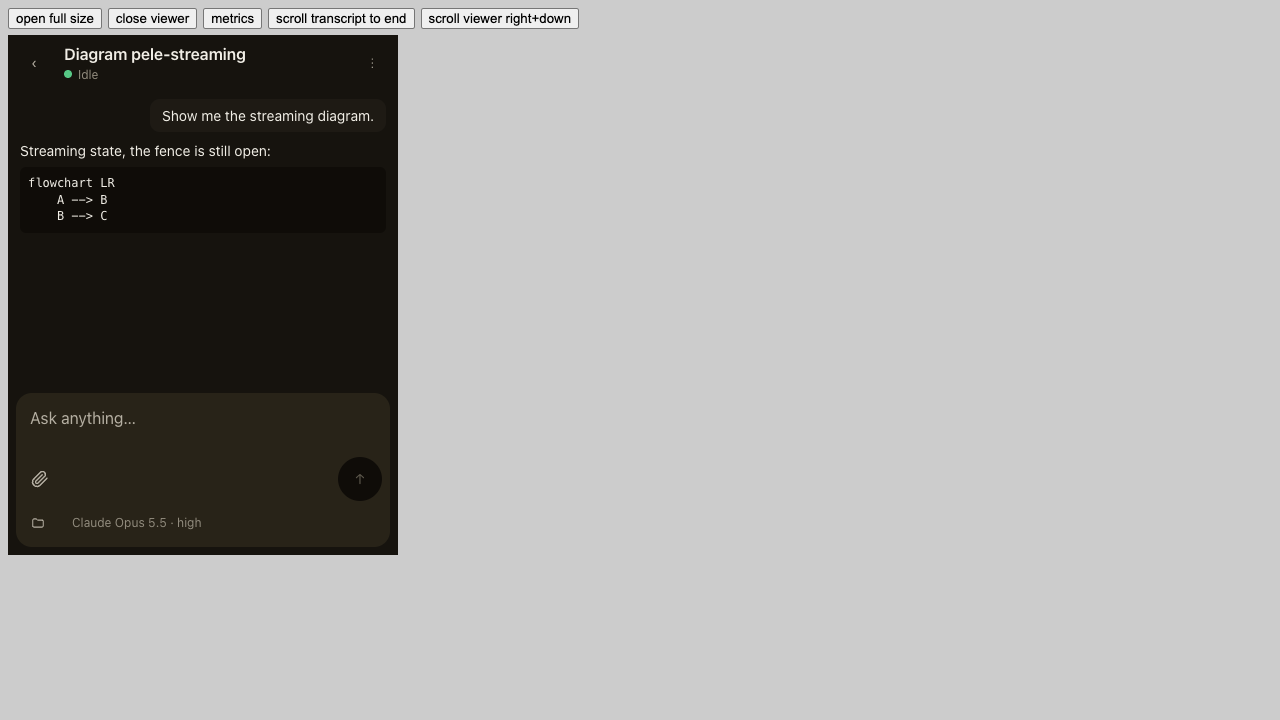 open full size close viewer metrics scroll transcript to end scroll viewer right+down
Diagram pele-streaming
Idle
Show me the streaming diagram.
Streaming state, the fence is still open:
flowchart LR
    A --> B
    B --> C
Ask anything...
Claude Opus 5.5 · high